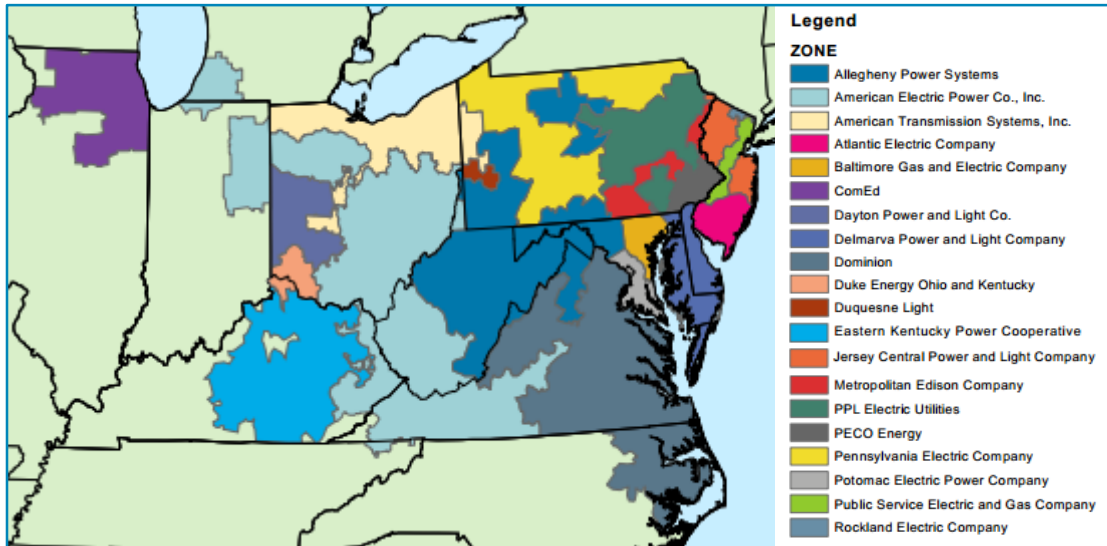 Legend
ZONE
Allegheny Power Systems
American Electric Power Co., Inc.
American Transmission Systems, Inc.
Atlantic Electric Company
Baltimore Gas and Electric Company
ComEd
Dayton Power and Light Co.
Delmarva Power and Light Company
Dominion
Duke Energy Ohio and Kentucky
Duquesne Light
Eastern Kentucky Power Cooperative
Jersey Central Power and Light Company
Metropolitan Edison Company
PPL Electric Utilities
PECO Energy
Pennsylvania Electric Company
Potomac Electric Power Company
Public Service Electric and Gas Company
Rockland Electric Company